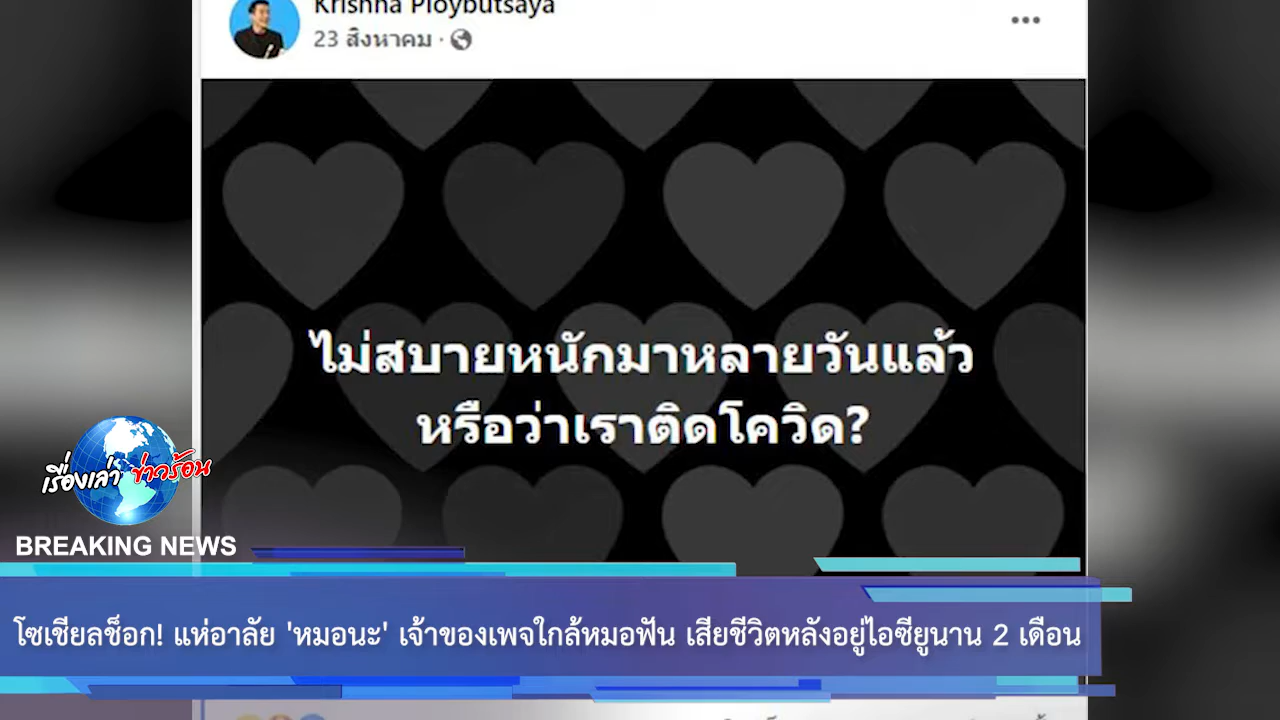 Krishna Ploybutsaya
23 สิงหาคม ·
ไม่สบายหนักมาหลายวันแล้ว
หรือว่าเราติดโควิด?
เรื่องเล่า ข่าวร้อน
BREAKING NEWS
โซเชียลช็อก! แห่อาลัย 'หมอนะ' เจ้าของเพจใกล้หมอฟัน เสียชีวิตหลังอยู่ไอซียูนาน 2 เดือน